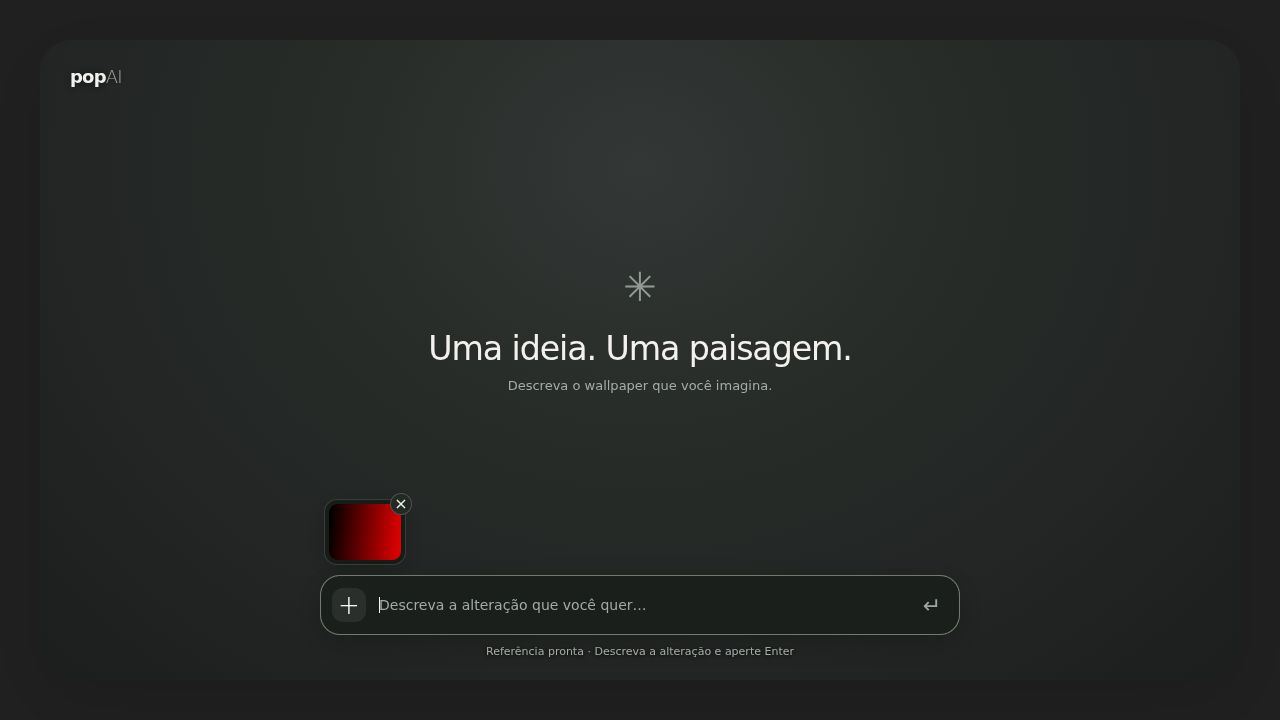 popAI
Uma ideia. Uma paisagem.
Descreva o wallpaper que você imagina.
Descreva a alteração que você quer…
Referência pronta · Descreva a alteração e aperte Enter